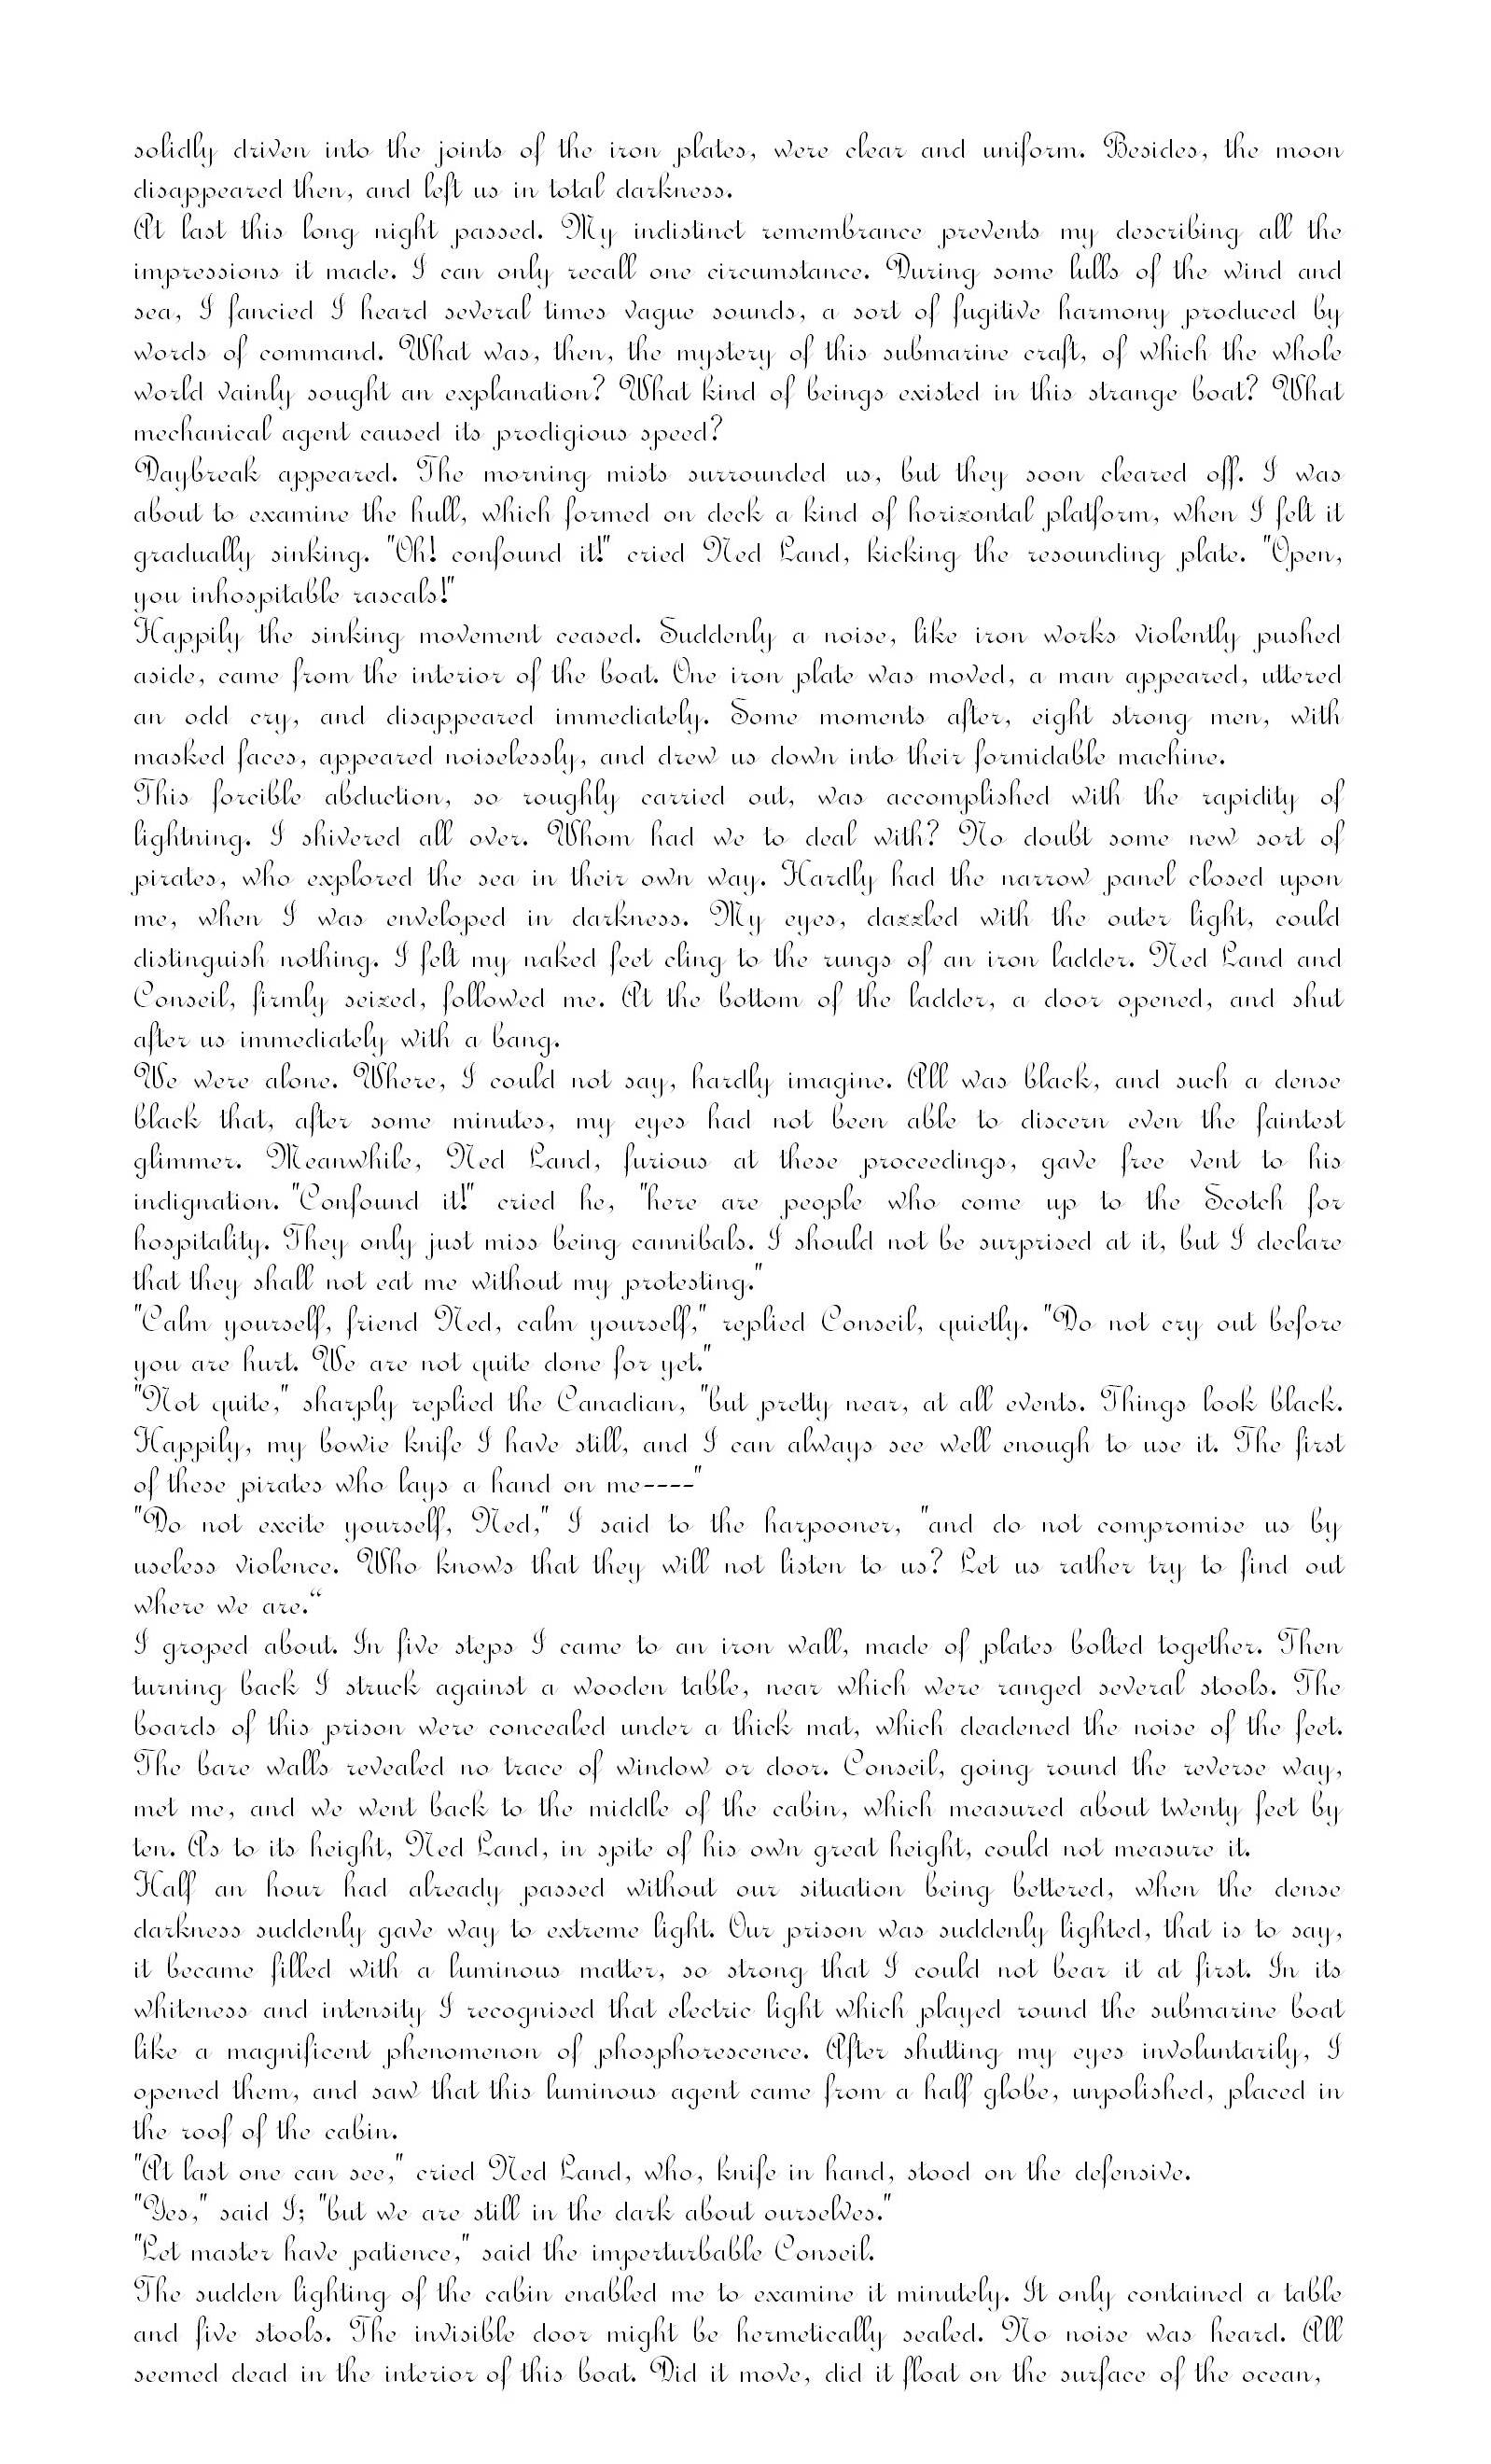 solidly driven into the joints of the iron plates, were clear and uniform. Besides, the moon
disappeared then, and left us in total darkness.
At last this long night passed. My indistinct remembrance prevents my describing all the
impressions it made. I can only recall one circumstance. During some lulls of the wind and
sea, I fancied I heard several times vague sounds, a sort of fugitive harmony produced by
words of command. What was, then, the mystery of this submarine craft, of which the whole
world vainly sought an explanation? What kind of beings existed in this strange boat? What
mechanical agent caused its prodigious speed?
Daybreak appeared. The morning mists surrounded us, but they soon cleared off. I was
about to examine the hull, which formed on deck a kind of horizontal platform, when I felt it
gradually sinking. "Oh! confound it!" cried Ned Land, kicking the resounding plate. "Open,
you inhospitable rascals!"
Happily the sinking movement ceased. Suddenly a noise, like iron works violently pushed
aside, came from the interior of the boat. One iron plate was moved, a man appeared, uttered
an odd cry, and disappeared immediately. Some moments after, eight strong men, with
masked faces, appeared noiselessly, and drew us down into their formidable machine.
This forcible abduction, so roughly carried out, was accomplished with the rapidity of
lightning. I shivered all over. Whom had we to deal with? No doubt some new sort of
pirates, who explored the sea in their own way. Hardly had the narrow panel closed upon
me, when I was enveloped in darkness. My eyes, dazzled with the outer light, could
distinguish nothing. I felt my naked feet cling to the rungs of an iron ladder. Ned Land and
Conseil, firmly seized, followed me. At the bottom of the ladder, a door opened, and shut
after us immediately with a bang.
We were alone. Where, I could not say, hardly imagine. All was black, and such a dense
black that, after some minutes, my eyes had not been able to discern even the faintest
glimmer. Meanwhile, Ned Land, furious at these proceedings, gave free vent to his
indignation. "Confound it!" cried he, "here are people who come up to the Scotch for
hospitality. They only just miss being cannibals. I should not be surprised at it, but I declare
that they shall not eat me without my protesting."
"Calm yourself, friend Ned, calm yourself," replied Conseil, quietly. "Do not cry out before
you are hurt. We are not quite done for yet."
"Not quite," sharply replied the Canadian, "but pretty near, at all events. Things look black.
Happily, my bowie knife I have still, and I can always see well enough to use it. The first
of these pirates who lays a hand on me----"
"Do not excite yourself, Ned," I said to the harpooner, "and do not compromise us by
useless violence. Who knows that they will not listen to us? Let us rather try to find out
where we are.“
I groped about. In five steps I came to an iron wall, made of plates bolted together. Then
turning back I struck against a wooden table, near which were ranged several stools. The
boards of this prison were concealed under a thick mat, which deadened the noise of the feet.
The bare walls revealed no trace of window or door. Conseil, going round the reverse way,
met me, and we went back to the middle of the cabin, which measured about twenty feet by
ten. As to its height, Ned Land, in spite of his own great height, could not measure it.
Half an hour had already passed without our situation being bettered, when the dense
darkness suddenly gave way to extreme light. Our prison was suddenly lighted, that is to say,
it became filled with a luminous matter, so strong that I could not bear it at first. In its
whiteness and intensity I recognised that electric light which played round the submarine boat
like a magnificent phenomenon of phosphorescence. After shutting my eyes involuntarily, I
opened them, and saw that this luminous agent came from a half globe, unpolished, placed in
the roof of the cabin.
"At last one can see," cried Ned Land, who, knife in hand, stood on the defensive.
"Yes," said I; "but we are still in the dark about ourselves."
"Let master have patience," said the imperturbable Conseil.
The sudden lighting of the cabin enabled me to examine it minutely. It only contained a table
and five stools. The invisible door might be hermetically sealed. No noise was heard. All
seemed dead in the interior of this boat. Did it move, did it float on the surface of the ocean,